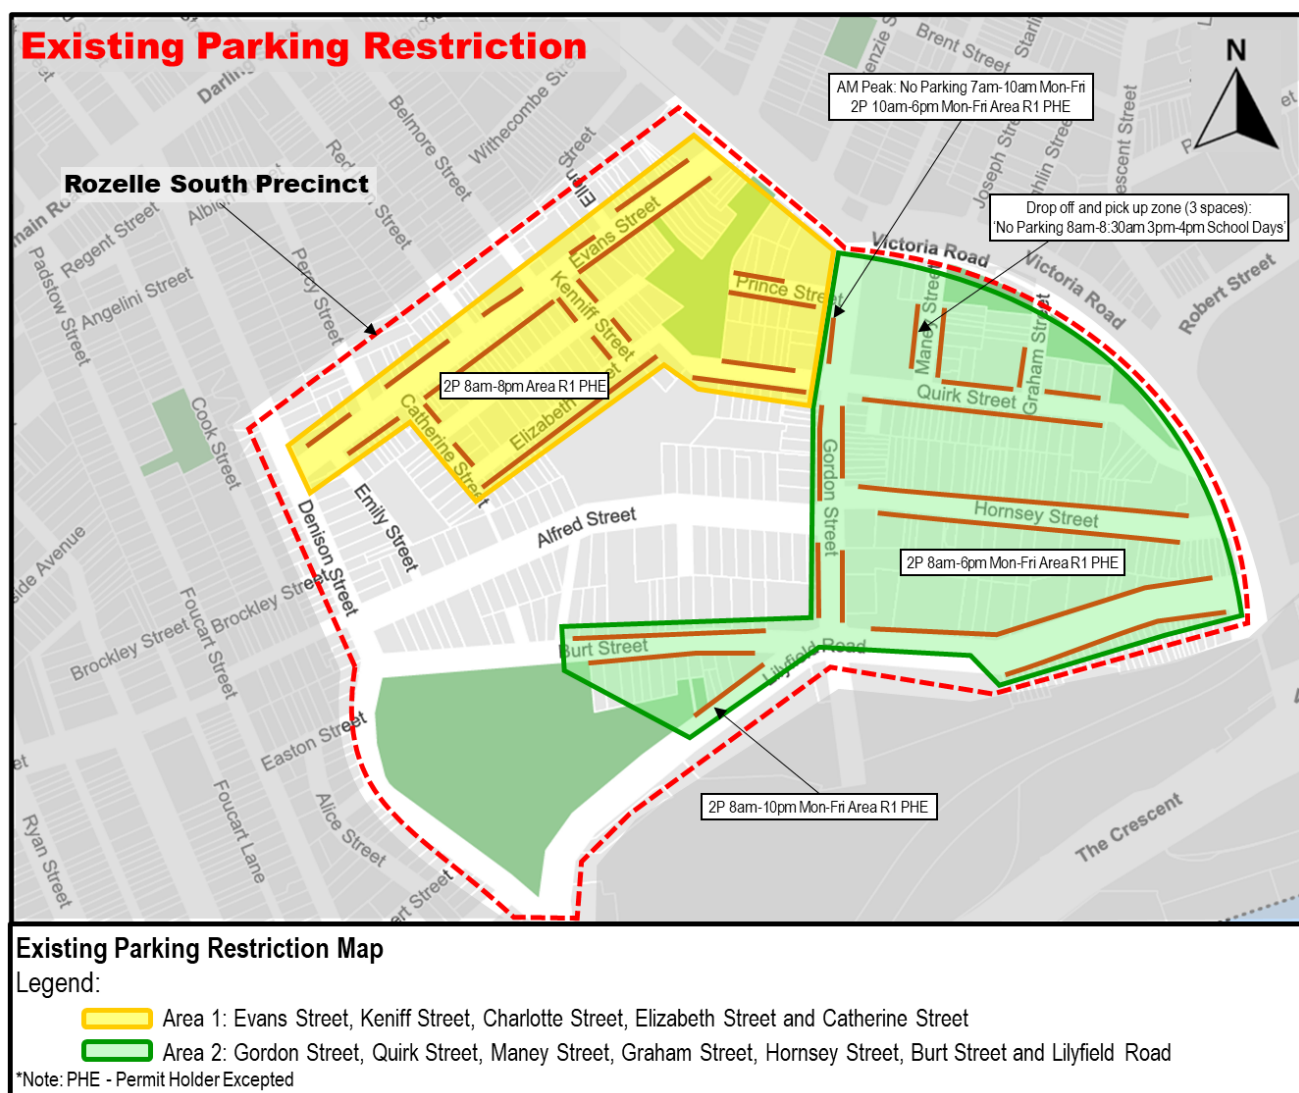 Existing Parking Restriction
Rozelle South Precinct
N
AM Peak: No Parking 7am-10am Mon-Fri
2P 10am-6pm Mon-Fri Area R1 PHE
Drop off and pick up zone (3 spaces):
'No Parking 8am-8:30am 3pm-4pm School Days'
2P 8am-8pm Area R1 PHE
2P 8am-6pm Mon-Fri Area R1 PHE
2P 8am-10pm Mon-Fri Area R1 PHE
Brent Street
Belmore Street
Withecombe
Percy Street
Regent Street
Angelini Street
Padstow Street
Cook Street
Evans Street
Kenniff Street
Elizabeth
Catherine Street
Prince Street
Victoria Road
Victoria Road
Robert Street
Maney Street
Graham Street
Quirk Street
Gordon Street
Hornsey Street
Emily Street
Denison Street
Alfred Street
Burt Street
Lilyfield Road
Brockley Street
Brockley Street
Foucart Street
Easton Street
Alice Street
Foucart Lane
Ryan Street
The Crescent
Existing Parking Restriction Map
Legend:
Area 1: Evans Street, Keniff Street, Charlotte Street, Elizabeth Street and Catherine Street
Area 2: Gordon Street, Quirk Street, Maney Street, Graham Street, Hornsey Street, Burt Street and Lilyfield Road
*Note: PHE - Permit Holder Excepted